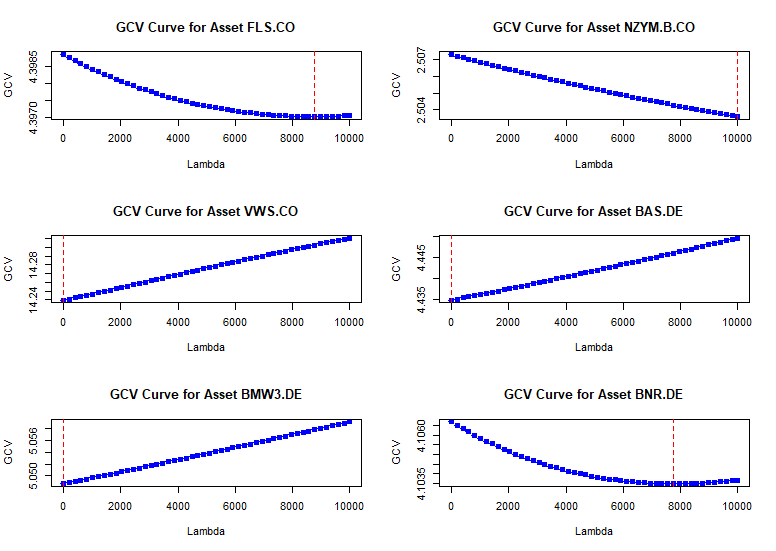 GCV Curve for Asset FLS.CO
GCV
4.3970 4.3985
0 2000 4000 6000 8000 10000
Lambda
GCV Curve for Asset NZYM.B.CO
GCV
2.504 2.507
0 2000 4000 6000 8000 10000
Lambda
GCV Curve for Asset VWS.CO
GCV
14.24 14.28
0 2000 4000 6000 8000 10000
Lambda
GCV Curve for Asset BAS.DE
GCV
4.435 4.445
0 2000 4000 6000 8000 10000
Lambda
GCV Curve for Asset BMW3.DE
GCV
5.050 5.056
0 2000 4000 6000 8000 10000
Lambda
GCV Curve for Asset BNR.DE
GCV
4.1035 4.1060
0 2000 4000 6000 8000 10000
Lambda